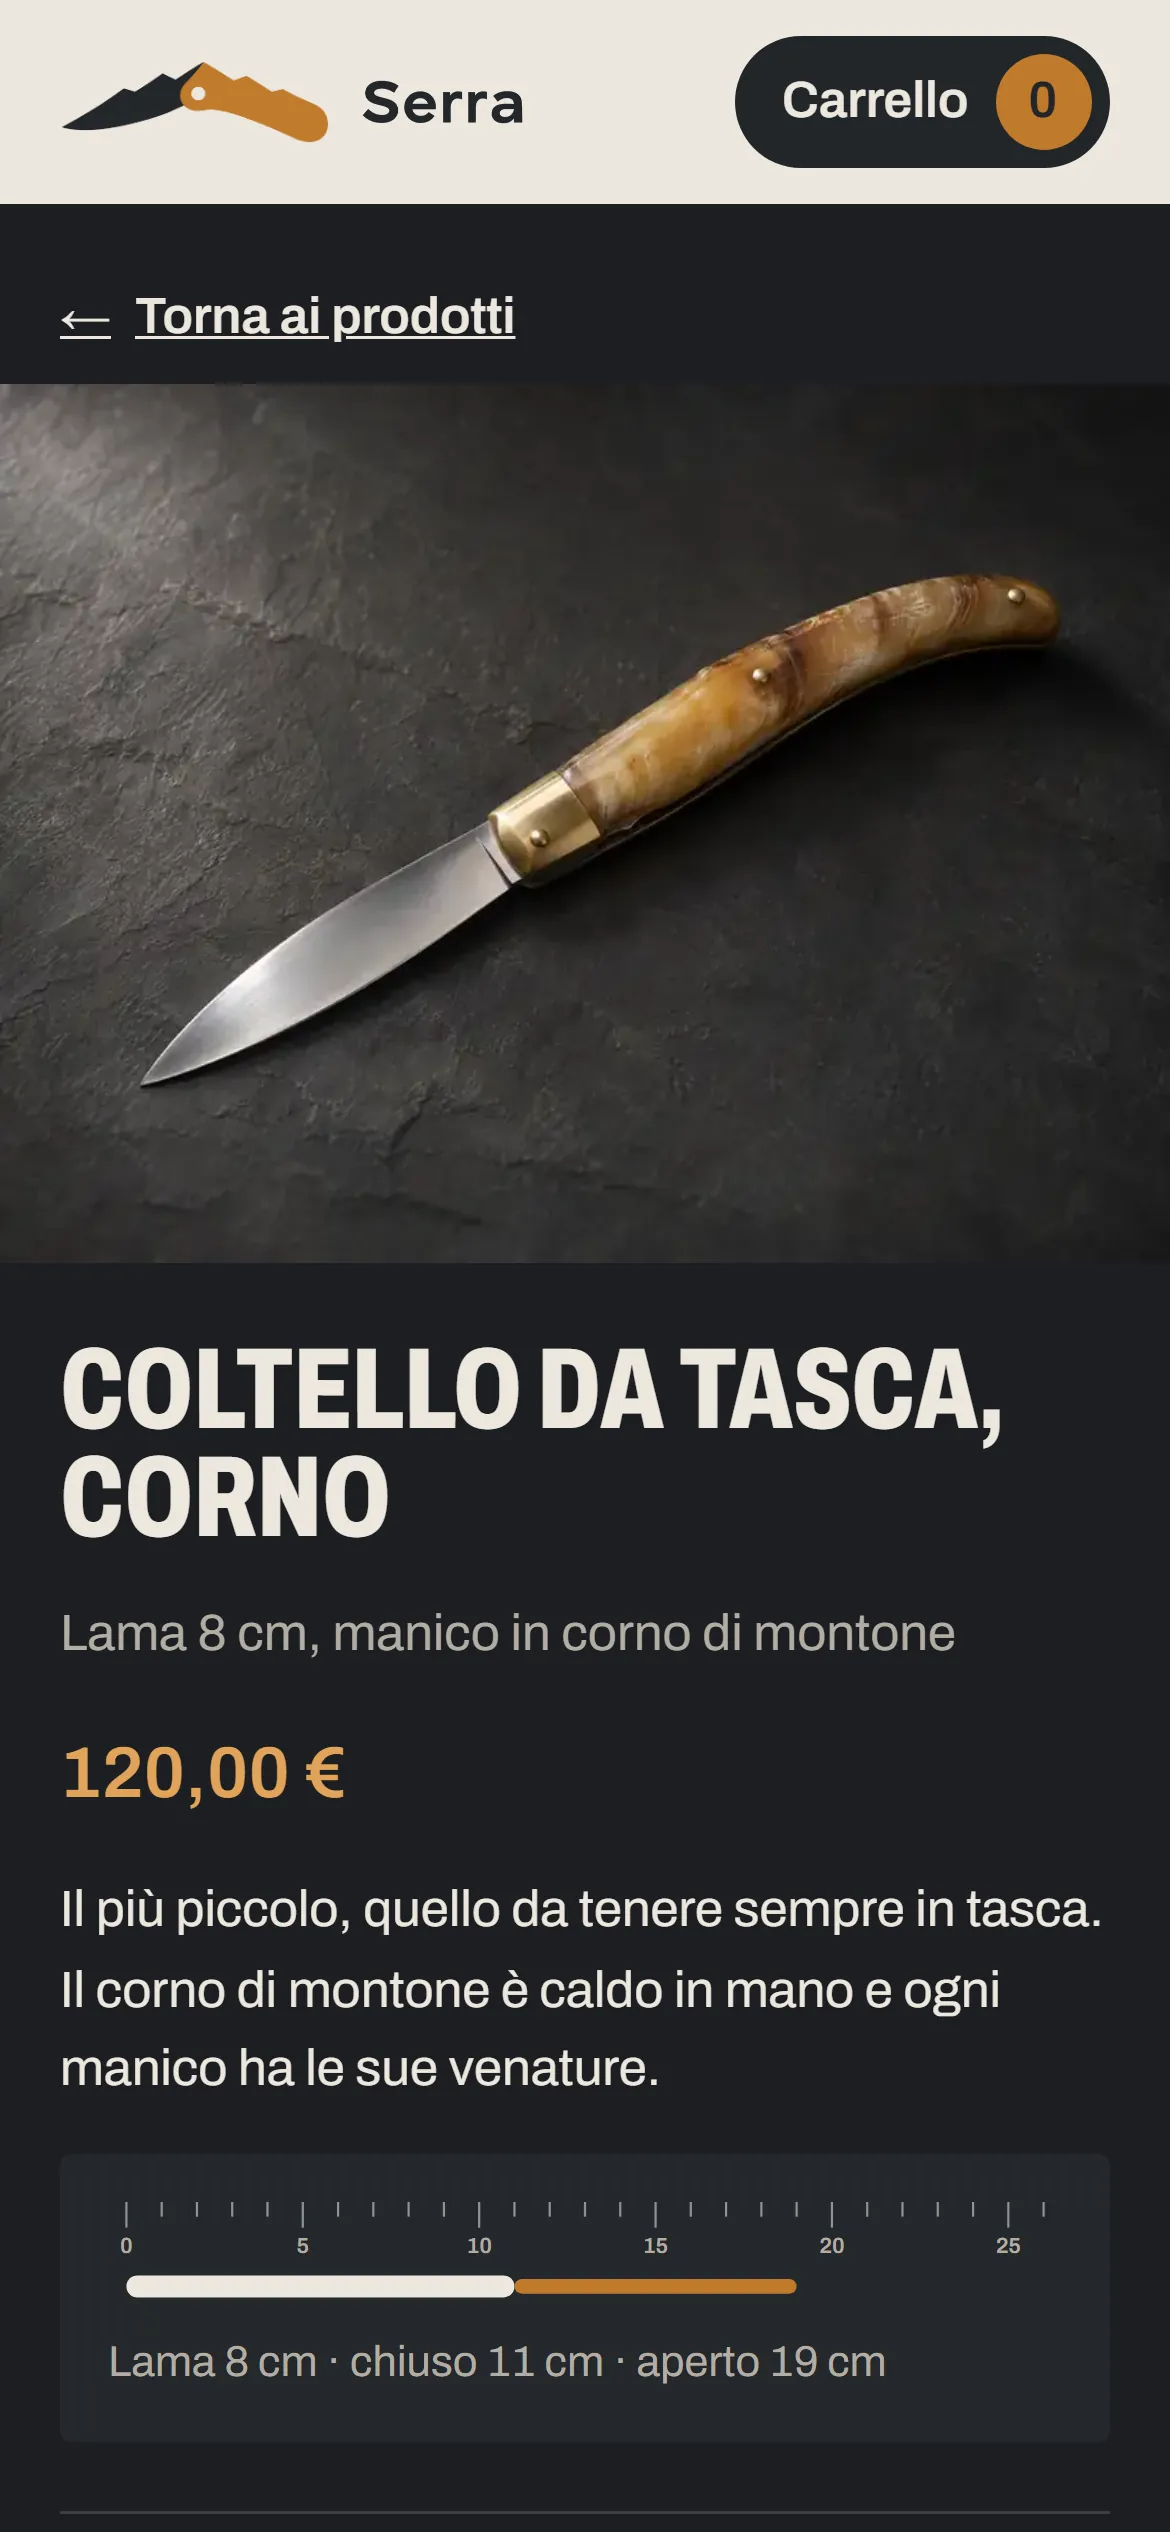 Serra
Carrello 0
← Torna ai prodotti
COLTELLO DA TASCA,
CORNO
Lama 8 cm, manico in corno di montone
120,00 €
Il più piccolo, quello da tenere sempre in tasca.
Il corno di montone è caldo in mano e ogni
manico ha le sue venature.
0 5 10 15 20 25
Lama 8 cm · chiuso 11 cm · aperto 19 cm